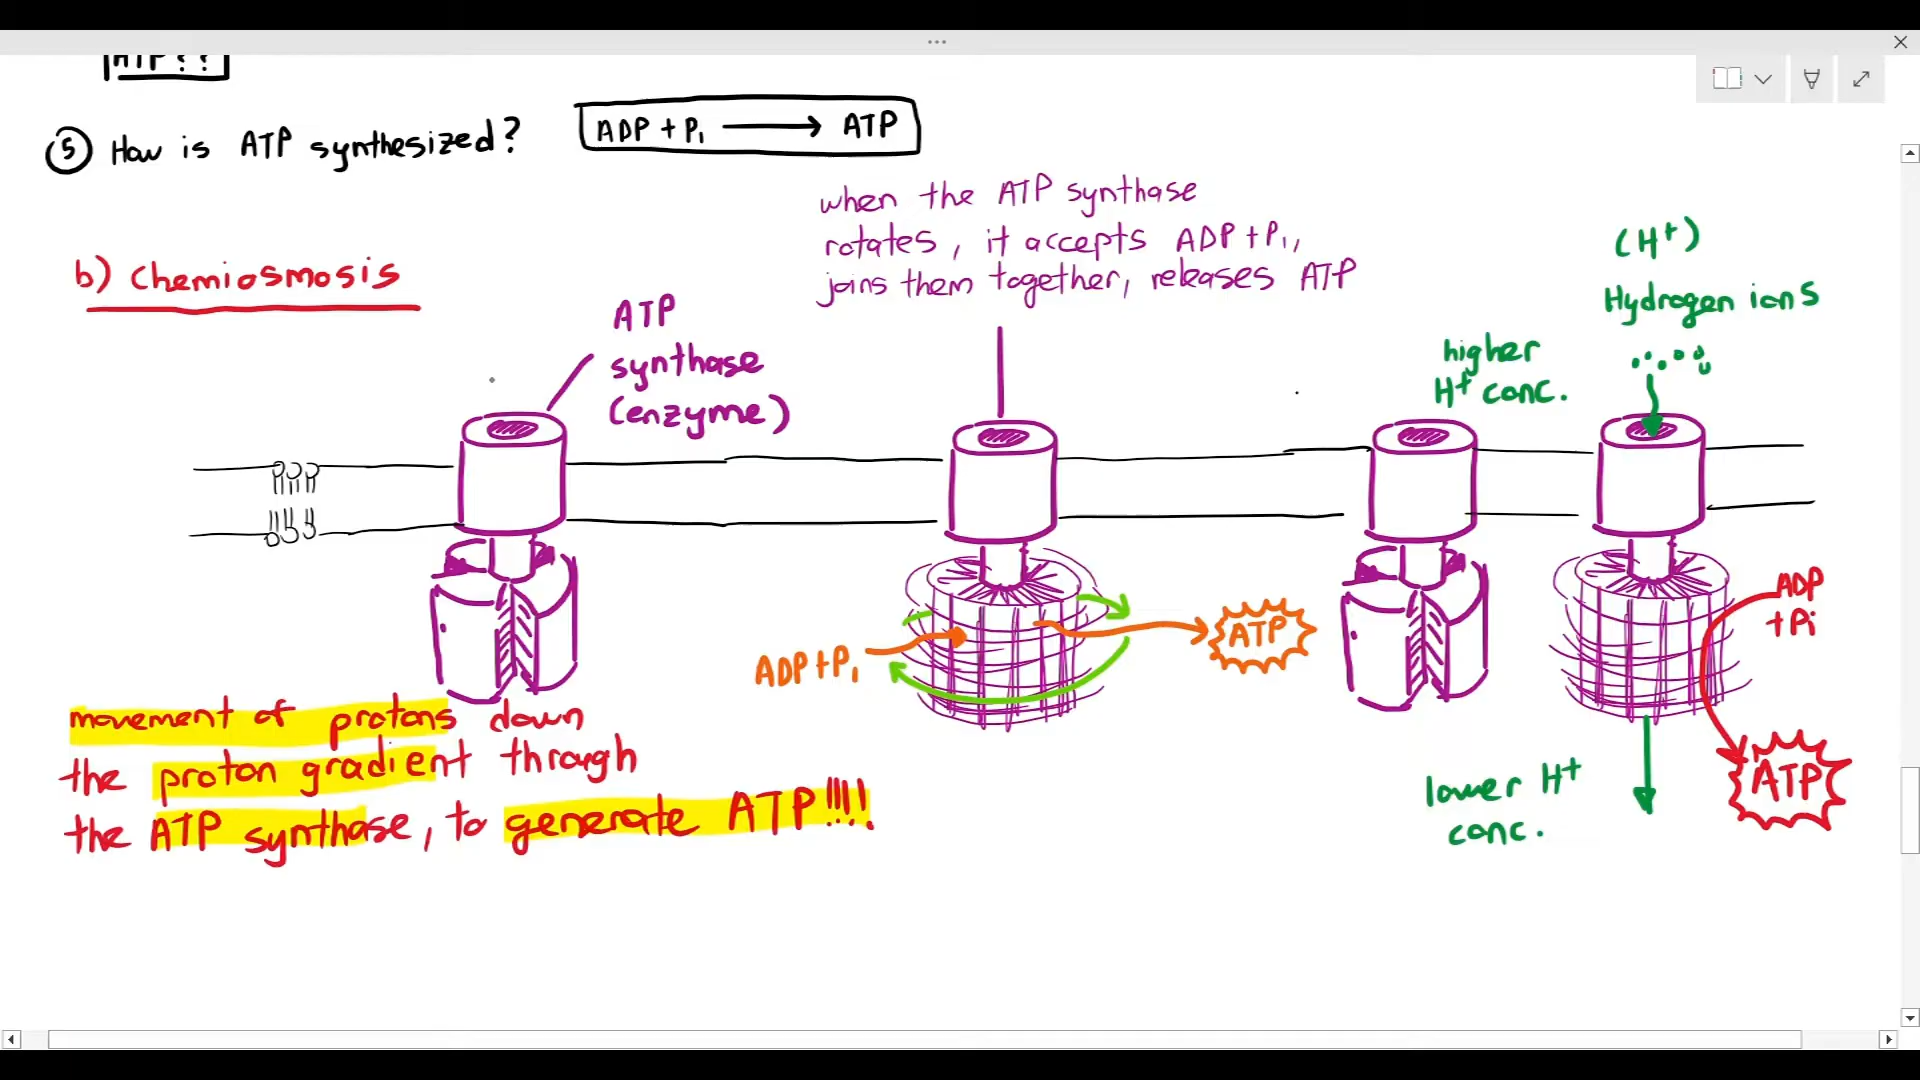 ATP??
⑤ How is ATP synthesized?
ADP + Pi ⟶ ATP
when the ATP synthase
rotates, it accepts ADP + Pi,
joins them together, releases ATP
b) Chemiosmosis
ATP
synthase
(enzyme)
(H⁺)
Hydrogen ions
higher
H⁺ conc.
ADP + Pi
ATP
ADP
+ Pi
ATP
lower H⁺
conc.
movement of protons down
the proton gradient through
the ATP synthase, to generate ATP!!!!